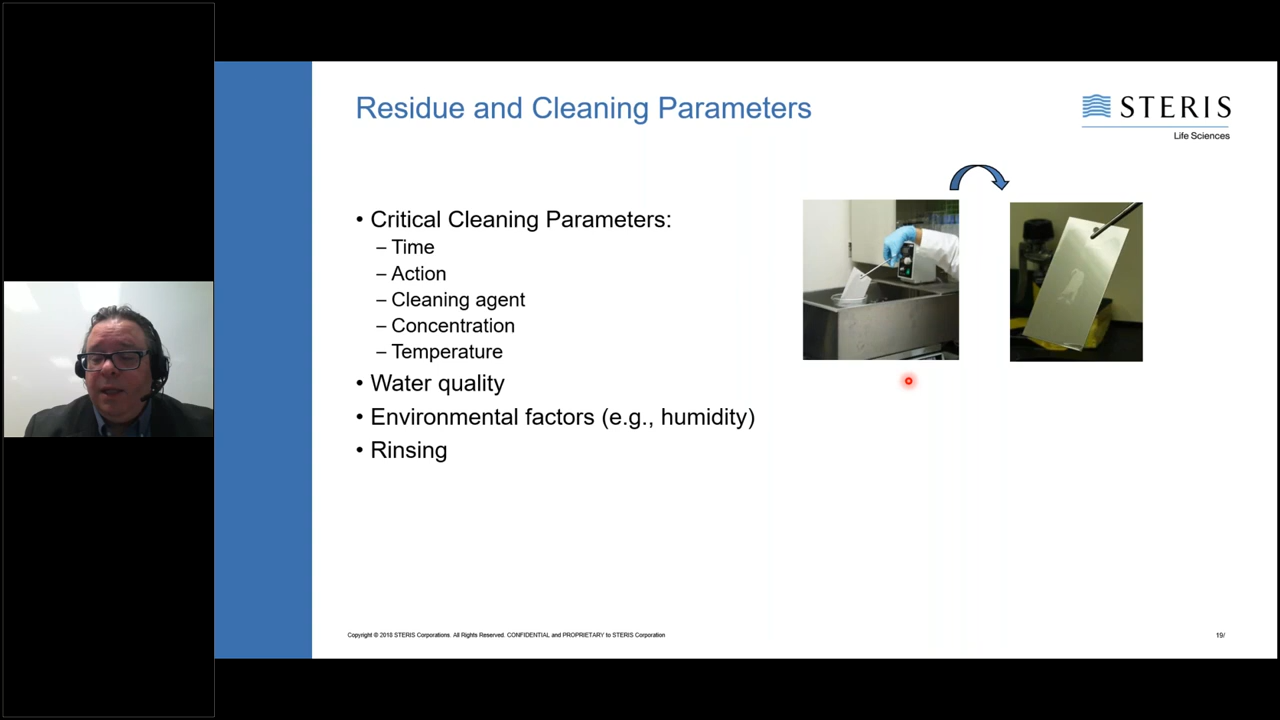 Residue and Cleaning Parameters
STERIS
Life Sciences
• Critical Cleaning Parameters:
– Time
– Action
– Cleaning agent
– Concentration
– Temperature
• Water quality
• Environmental factors (e.g., humidity)
• Rinsing
Copyright © 2018 STERIS Corporations. All Rights Reserved. CONFIDENTIAL and PROPRIETARY to STERIS Corporation
19/